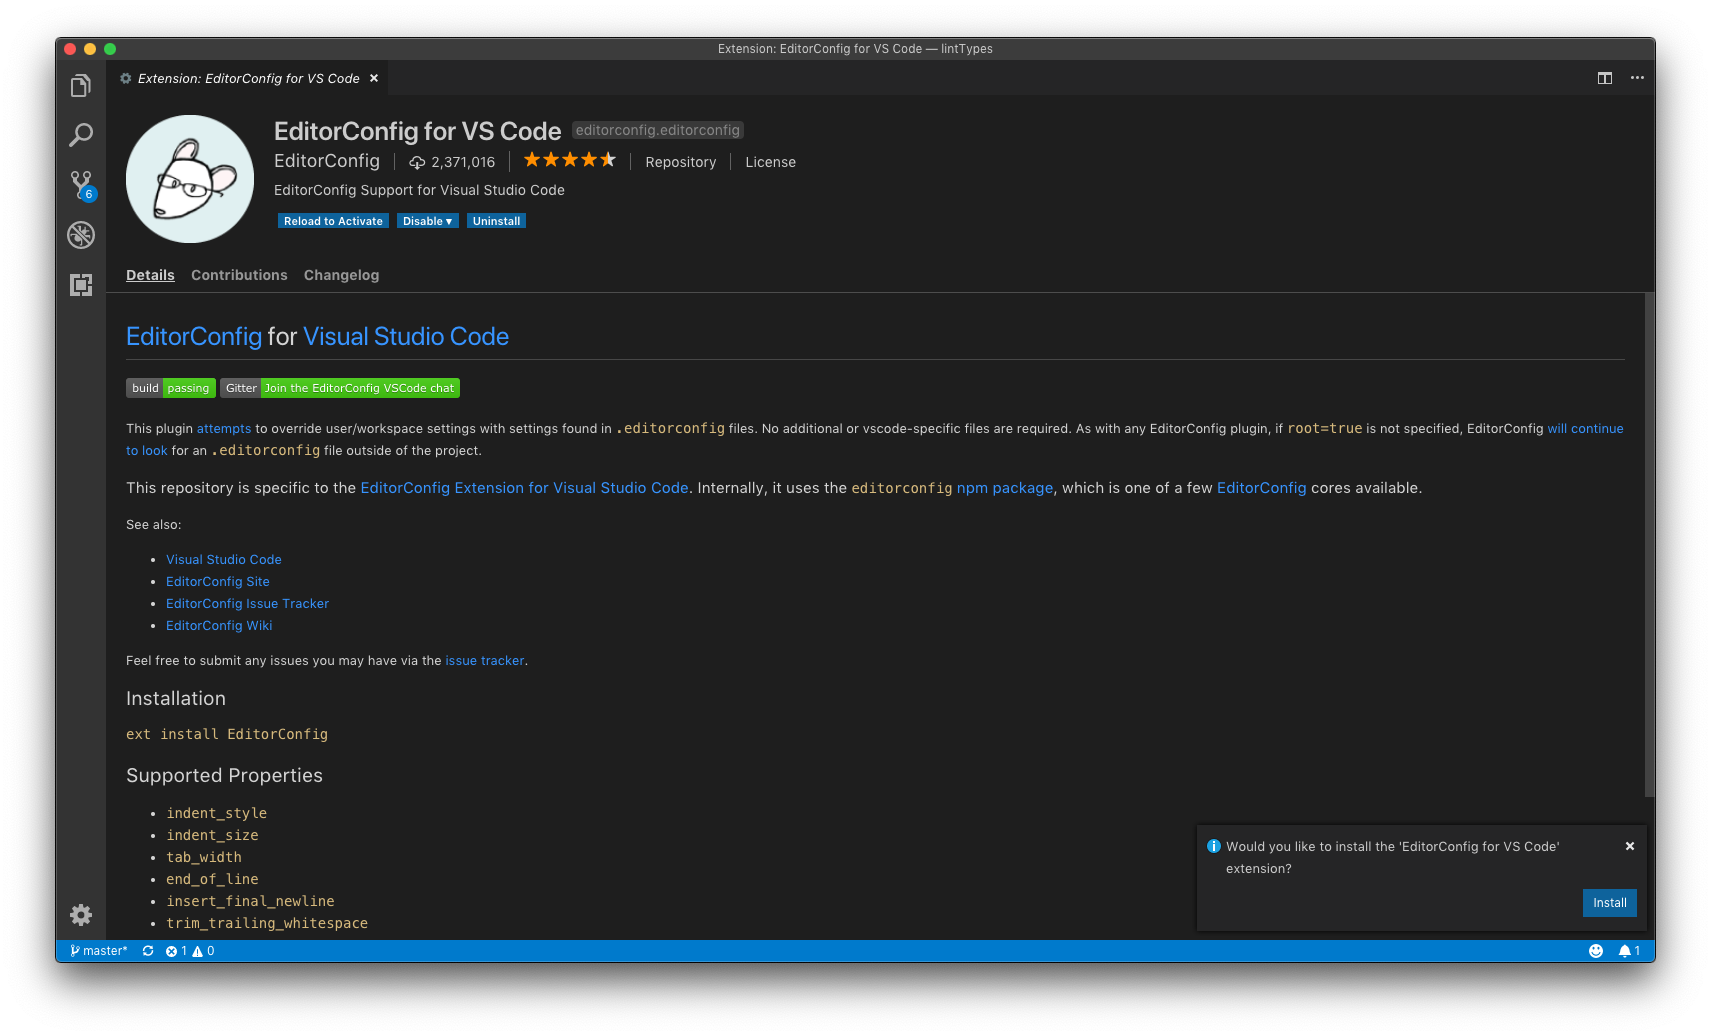 Extension: EditorConfig for VS Code — lintTypes
Extension: EditorConfig for VS Code
EditorConfig for VS Code editorconfig.editorconfig
EditorConfig 2,371,016 Repository License
EditorConfig Support for Visual Studio Code
Reload to Activate Disable ▾ Uninstall
6
Details Contributions Changelog
EditorConfig for Visual Studio Code
build passing Gitter Join the EditorConfig VSCode chat
This plugin attempts to override user/workspace settings with settings found in .editorconfig files. No additional or vscode-specific files are required. As with any EditorConfig plugin, if root=true is not specified, EditorConfig will continue
to look for an .editorconfig file outside of the project.
This repository is specific to the EditorConfig Extension for Visual Studio Code. Internally, it uses the editorconfig npm package, which is one of a few EditorConfig cores available.
See also:
• Visual Studio Code
• EditorConfig Site
• EditorConfig Issue Tracker
• EditorConfig Wiki
Feel free to submit any issues you may have via the issue tracker.
Installation
ext install EditorConfig
Supported Properties
• indent_style
• indent_size
• tab_width
• end_of_line
• insert_final_newline
• trim_trailing_whitespace
Would you like to install the 'EditorConfig for VS Code'
extension?
Install
master* 1 0 1